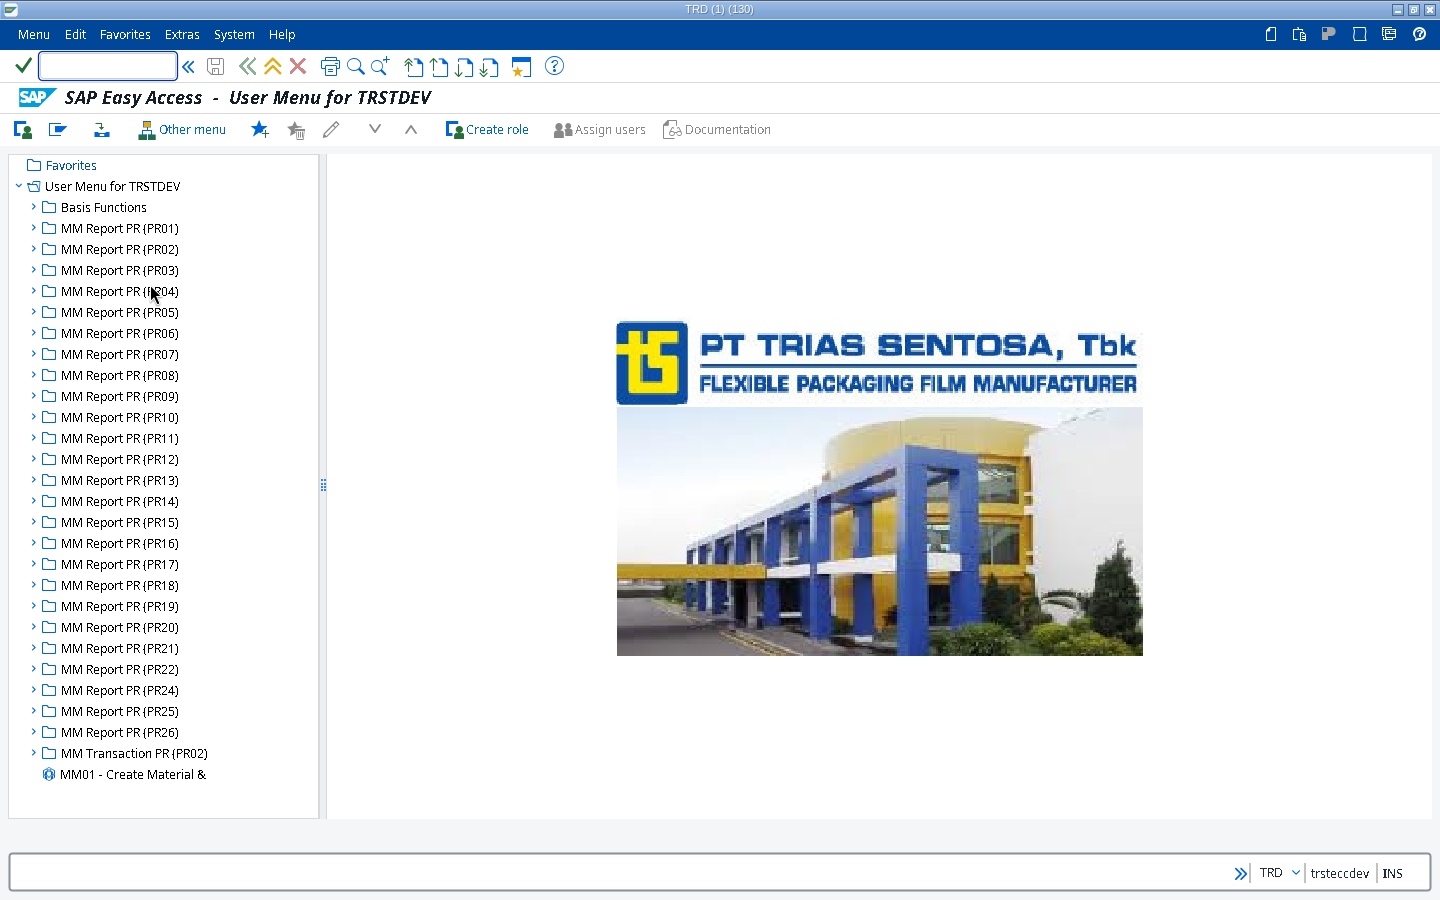 TRD (1) (130)
Menu Edit Favorites Extras System Help
SAP SAP Easy Access - User Menu for TRSTDEV
Other menu Create role Assign users Documentation
Favorites
User Menu for TRSTDEV
Basis Functions
MM Report PR {PR01)
MM Report PR {PR02)
MM Report PR {PR03)
MM Report PR {PR04)
MM Report PR {PR05)
MM Report PR {PR06)
MM Report PR {PR07)
MM Report PR {PR08)
MM Report PR {PR09)
MM Report PR {PR10)
MM Report PR {PR11)
MM Report PR {PR12)
MM Report PR {PR13)
MM Report PR {PR14)
MM Report PR {PR15)
MM Report PR {PR16)
MM Report PR {PR17)
MM Report PR {PR18)
MM Report PR {PR19)
MM Report PR {PR20)
MM Report PR {PR21)
MM Report PR {PR22)
MM Report PR {PR24)
MM Report PR {PR25)
MM Report PR {PR26)
MM Transaction PR {PR02)
MM01 - Create Material &
ts PT TRIAS SENTOSA, Tbk
FLEXIBLE PACKAGING FILM MANUFACTURER
TRD trsteccdev INS